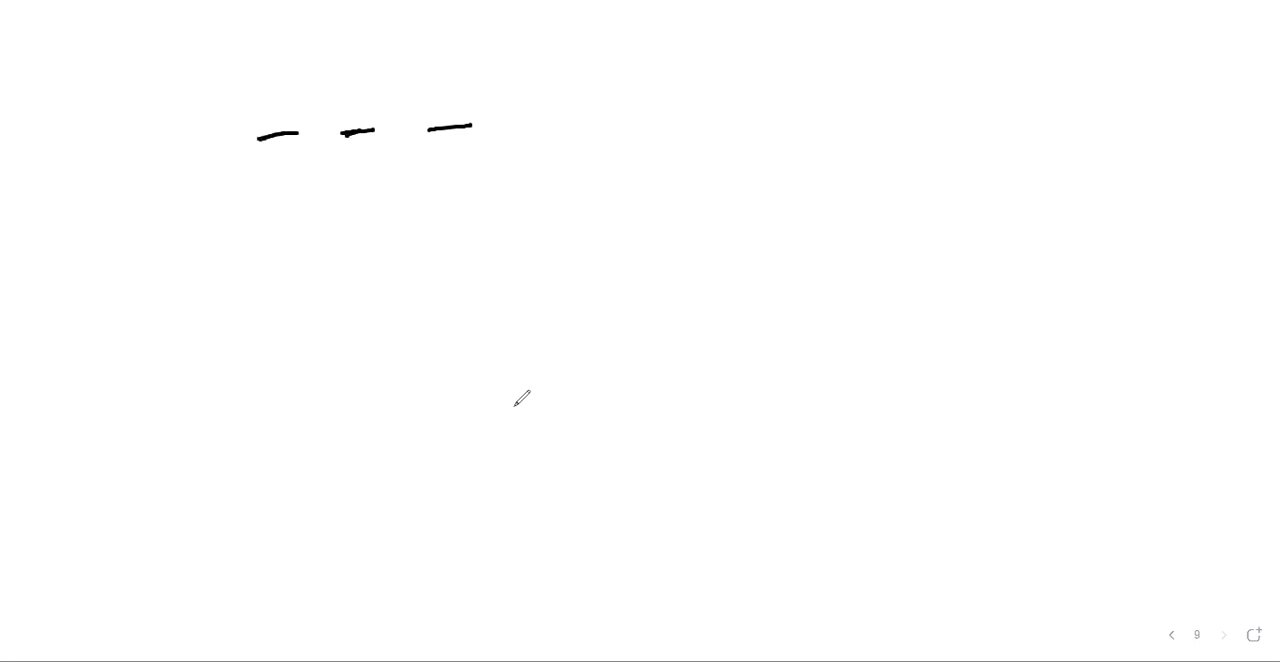 — — —
9